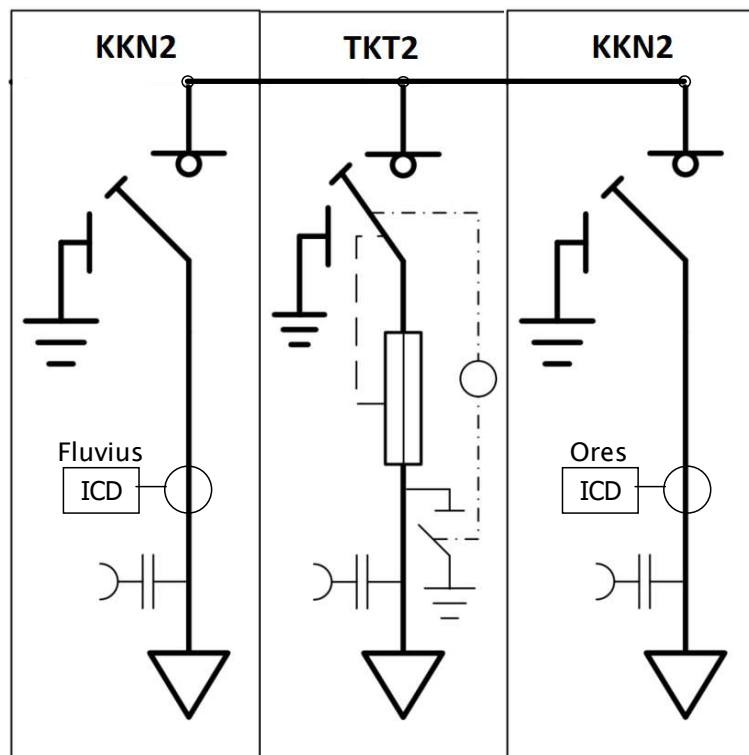 KKN2
TKT2
KKN2
Fluvius
ICD
Ores
ICD